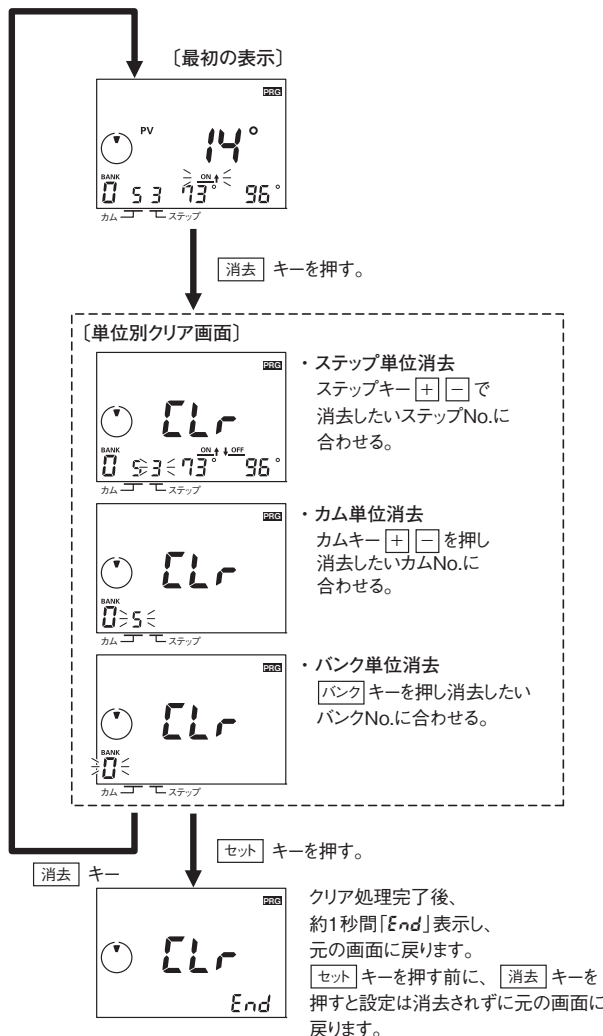 〔最初の表示〕
PRG
PV 14°
BANK ON
0 5 3 73° 96°
カム ステップ
消去 キーを押す。
〔単位別クリア画面〕
PRG
CLr
BANK ON OFF
0 5 3 73° 96°
カム ステップ
・ステップ単位消去
ステップキー + − で
消去したいステップNo.に
合わせる。
PRG
CLr
BANK
0 5
カム ステップ
・カム単位消去
カムキー + − を押し
消去したいカムNo.に
合わせる。
PRG
CLr
BANK
0
カム ステップ
・バンク単位消去
バンク キーを押し消去したい
バンクNo.に合わせる。
セット キーを押す。
消去 キー
PRG
CLr
End
クリア処理完了後、
約1秒間「End」表示し、
元の画面に戻ります。
セット キーを押す前に、 消去 キーを
押すと設定は消去されずに元の画面に
戻ります。